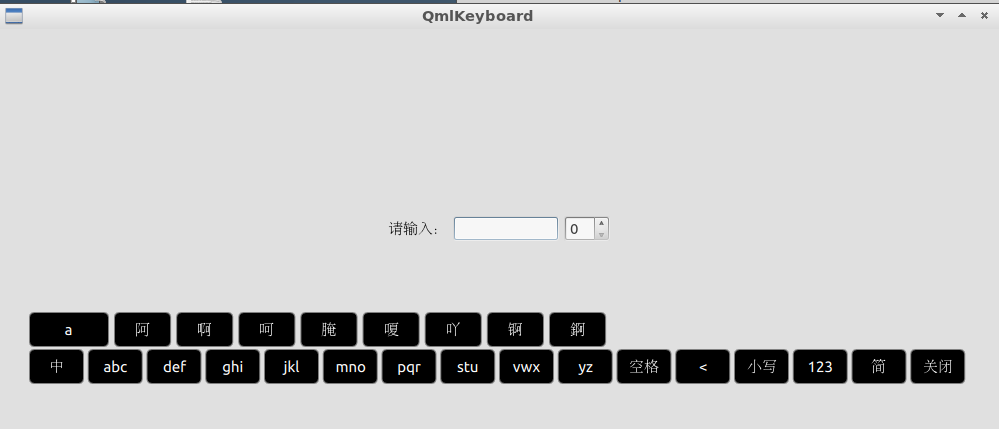 QmlKeyboard
请输入： 0
a 阿 啊 呵 腌 嗄 吖 锕 錒
中 abc def ghi jkl mno pqr stu vwx yz 空格 < 小写 123 简 关闭